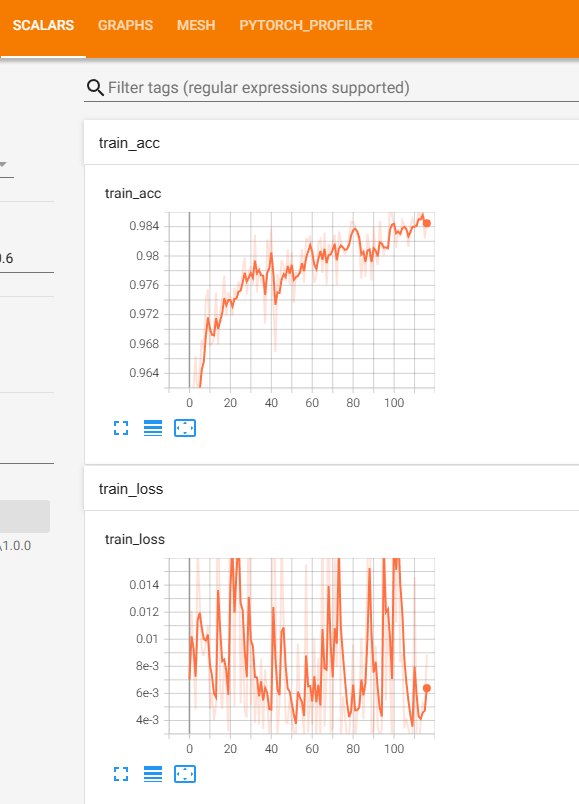 SCALARS GRAPHS MESH PYTORCH_PROFILER
Filter tags (regular expressions supported)
train_acc
train_acc
0.984
0.98
0.976
0.972
0.968
0.964
0 20 40 60 80 100
0.6
train_loss
train_loss
\1.0.0
0.014
0.012
0.01
8e-3
6e-3
4e-3
0 20 40 60 80 100